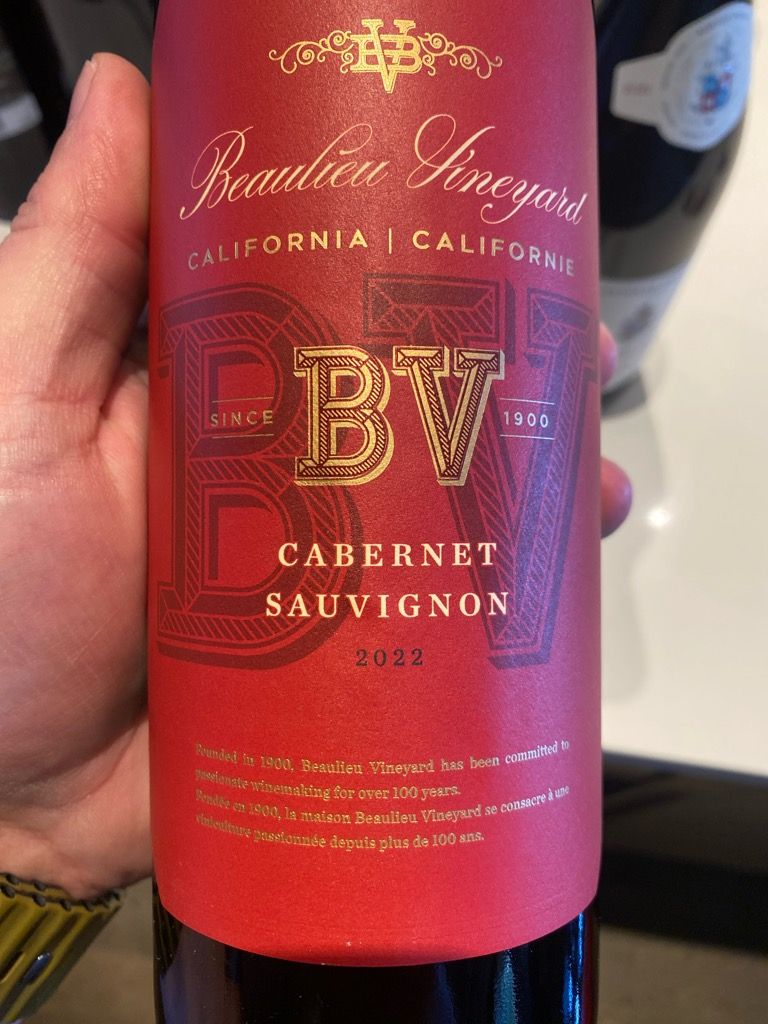 BV
Beaulieu Vineyard
CALIFORNIA | CALIFORNIE
SINCE BV 1900
CABERNET
SAUVIGNON
2022
Founded in 1900, Beaulieu Vineyard has been committed to
passionate winemaking for over 100 years.
Fondée en 1900, la maison Beaulieu Vineyard se consacre à une
viniculture passionnée depuis plus de 100 ans.